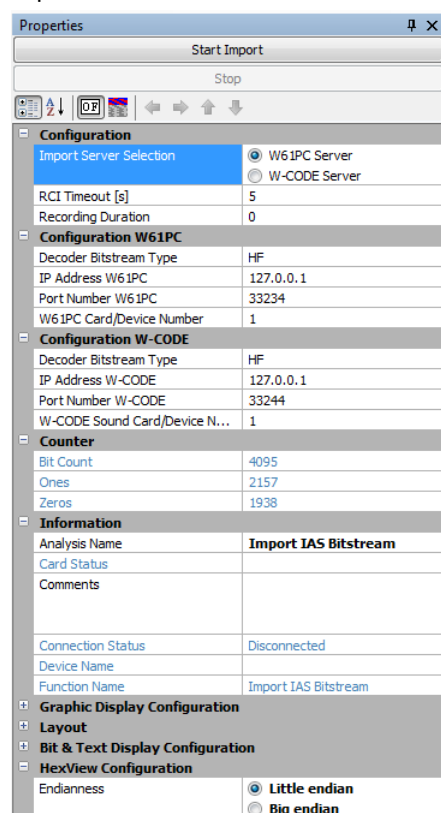 Properties
Start Import
Stop
Configuration
Import Server Selection W61PC Server
W-CODE Server
RCI Timeout [s] 5
Recording Duration 0
Configuration W61PC
Decoder Bitstream Type HF
IP Address W61PC 127.0.0.1
Port Number W61PC 33234
W61PC Card/Device Number 1
Configuration W-CODE
Decoder Bitstream Type HF
IP Address W-CODE 127.0.0.1
Port Number W-CODE 33244
W-CODE Sound Card/Device N... 1
Counter
Bit Count 4095
Ones 2157
Zeros 1938
Information
Analysis Name Import IAS Bitstream
Card Status
Comments
Connection Status Disconnected
Device Name
Function Name Import IAS Bitstream
Graphic Display Configuration
Layout
Bit & Text Display Configuration
HexView Configuration
Endianness Little endian
Big endian